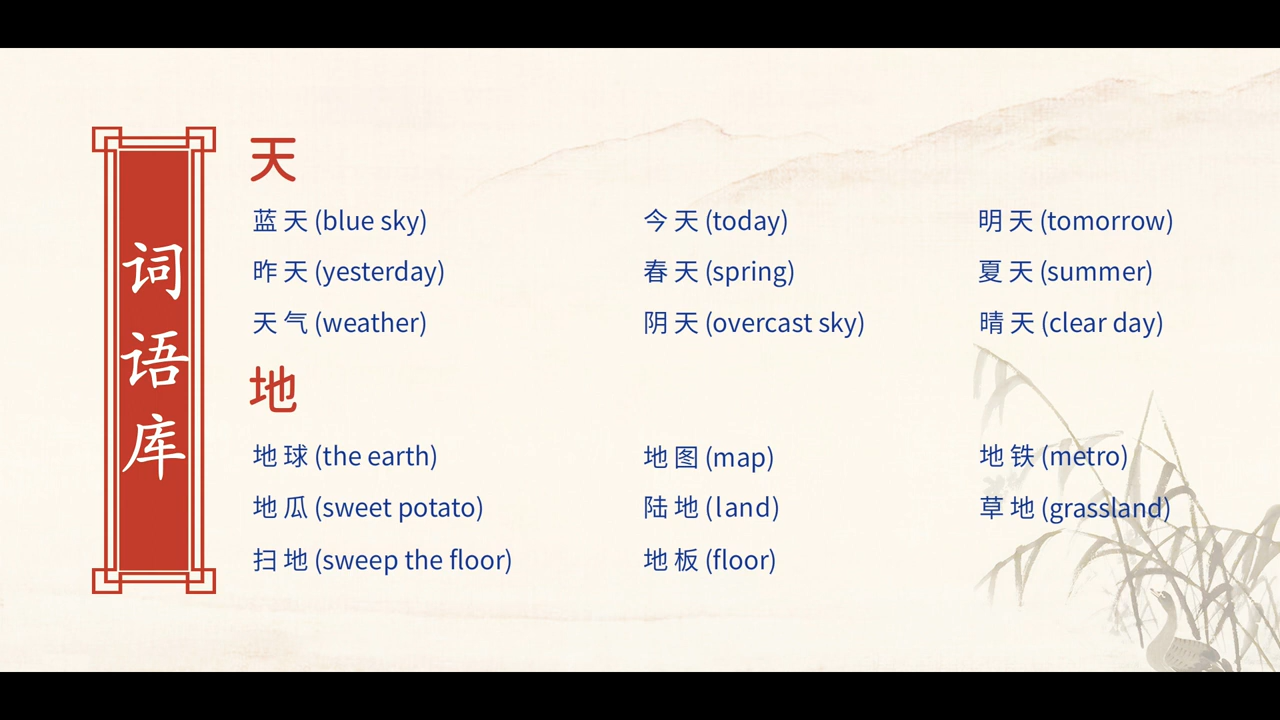 词语库
天
蓝天 (blue sky) 今天 (today) 明天 (tomorrow)
昨天 (yesterday) 春天 (spring) 夏天 (summer)
天气 (weather) 阴天 (overcast sky) 晴天 (clear day)
地
地球 (the earth) 地图 (map) 地铁 (metro)
地瓜 (sweet potato) 陆地 (land) 草地 (grassland)
扫地 (sweep the floor) 地板 (floor)